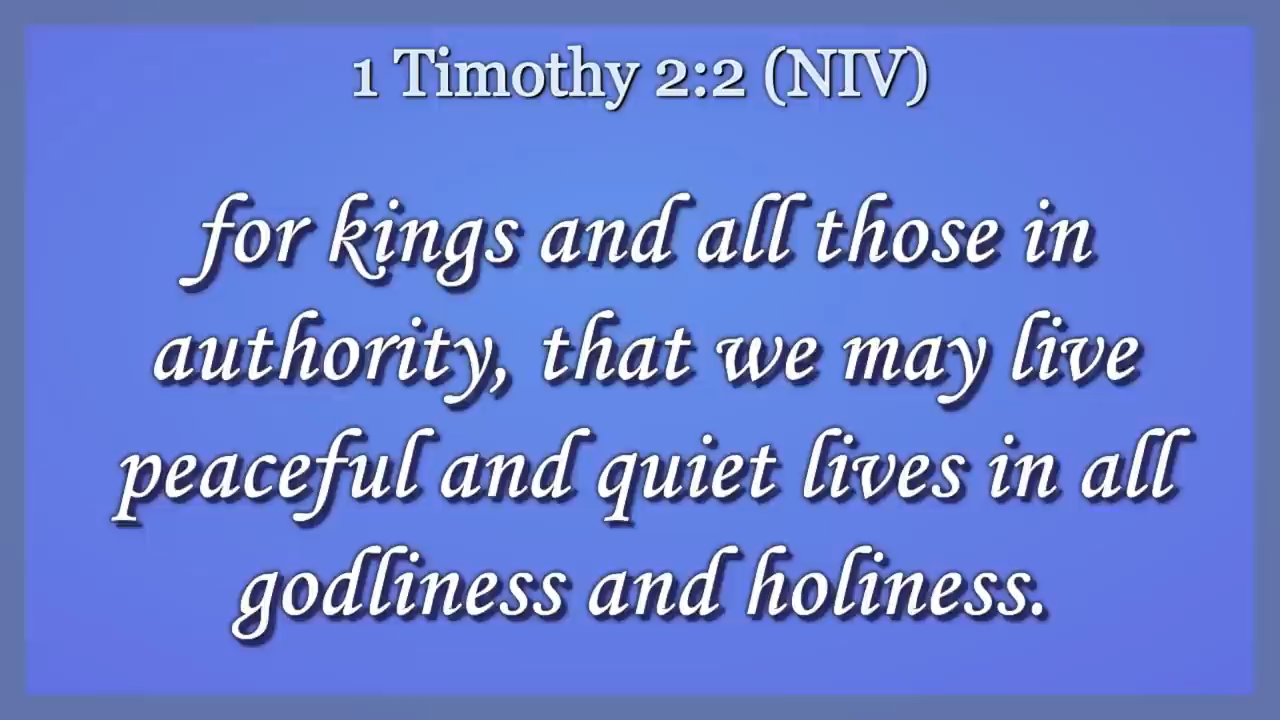 1 Timothy 2:2 (NIV)
for kings and all those in
authority, that we may live
peaceful and quiet lives in all
godliness and holiness.